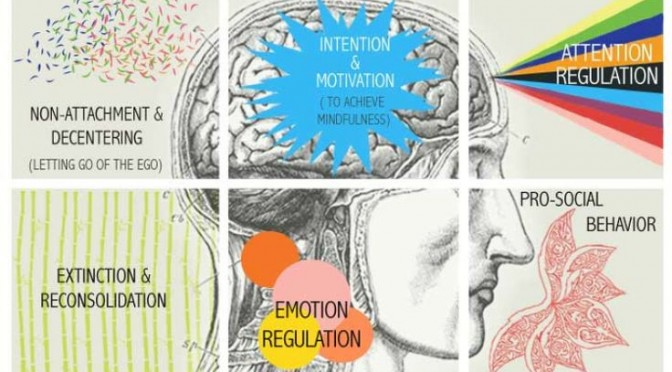 NON-ATTACHMENT &
DECENTERING
(LETTING GO OF THE EGO)
INTENTION
&
MOTIVATION
( TO ACHIEVE
MINDFULNESS)
ATTENTION
REGULATION
c
EXTINCTION &
RECONSOLIDATION
EMOTION
REGULATION
PRO-SOCIAL
BEHAVIOR